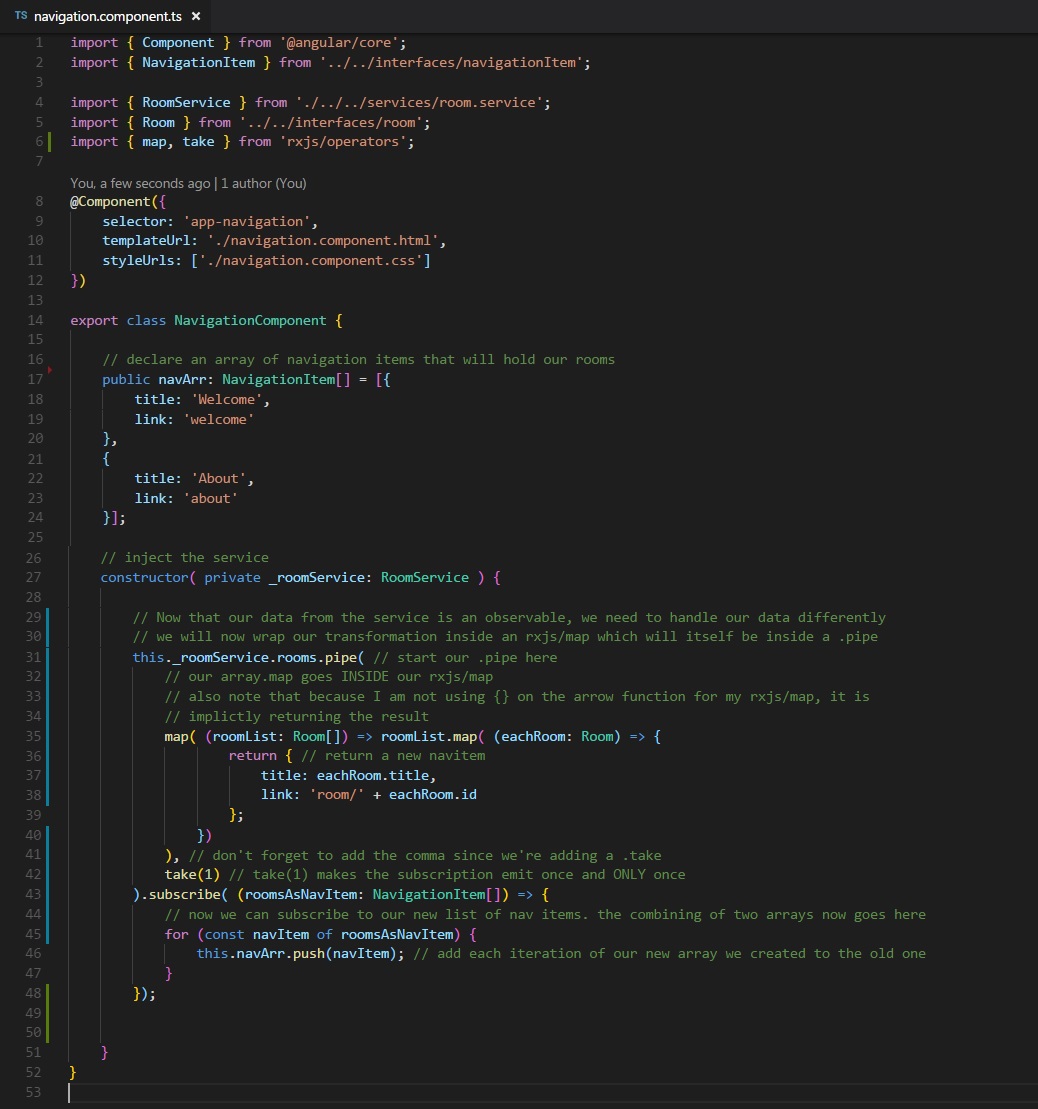 TS navigation.component.ts ×
1 import { Component } from '@angular/core';
2 import { NavigationItem } from '../../interfaces/navigationItem';
3
4 import { RoomService } from './../../services/room.service';
5 import { Room } from '../../interfaces/room';
6 import { map, take } from 'rxjs/operators';
7
You, a few seconds ago | 1 author (You)
8 @Component({
9     selector: 'app-navigation',
10     templateUrl: './navigation.component.html',
11     styleUrls: ['./navigation.component.css']
12 })
13
14 export class NavigationComponent {
15
16     // declare an array of navigation items that will hold our rooms
17     public navArr: NavigationItem[] = [{
18         title: 'Welcome',
19         link: 'welcome'
20     },
21     {
22         title: 'About',
23         link: 'about'
24     }];
25
26     // inject the service
27     constructor( private _roomService: RoomService ) {
28
29         // Now that our data from the service is an observable, we need to handle our data differently
30         // we will now wrap our transformation inside an rxjs/map which will itself be inside a .pipe
31         this._roomService.rooms.pipe( // start our .pipe here
32             // our array.map goes INSIDE our rxjs/map
33             // also note that because I am not using {} on the arrow function for my rxjs/map, it is
34             // implictly returning the result
35             map( (roomList: Room[]) => roomList.map( (eachRoom: Room) => {
36                     return { // return a new navitem
37                         title: eachRoom.title,
38                         link: 'room/' + eachRoom.id
39                     };
40                 })
41             ), // don't forget to add the comma since we're adding a .take
42             take(1) // take(1) makes the subscription emit once and ONLY once
43         ).subscribe( (roomsAsNavItem: NavigationItem[]) => {
44             // now we can subscribe to our new list of nav items. the combining of two arrays now goes here
45             for (const navItem of roomsAsNavItem) {
46                 this.navArr.push(navItem); // add each iteration of our new array we created to the old one
47             }
48         });
49
50
51     }
52 }
53